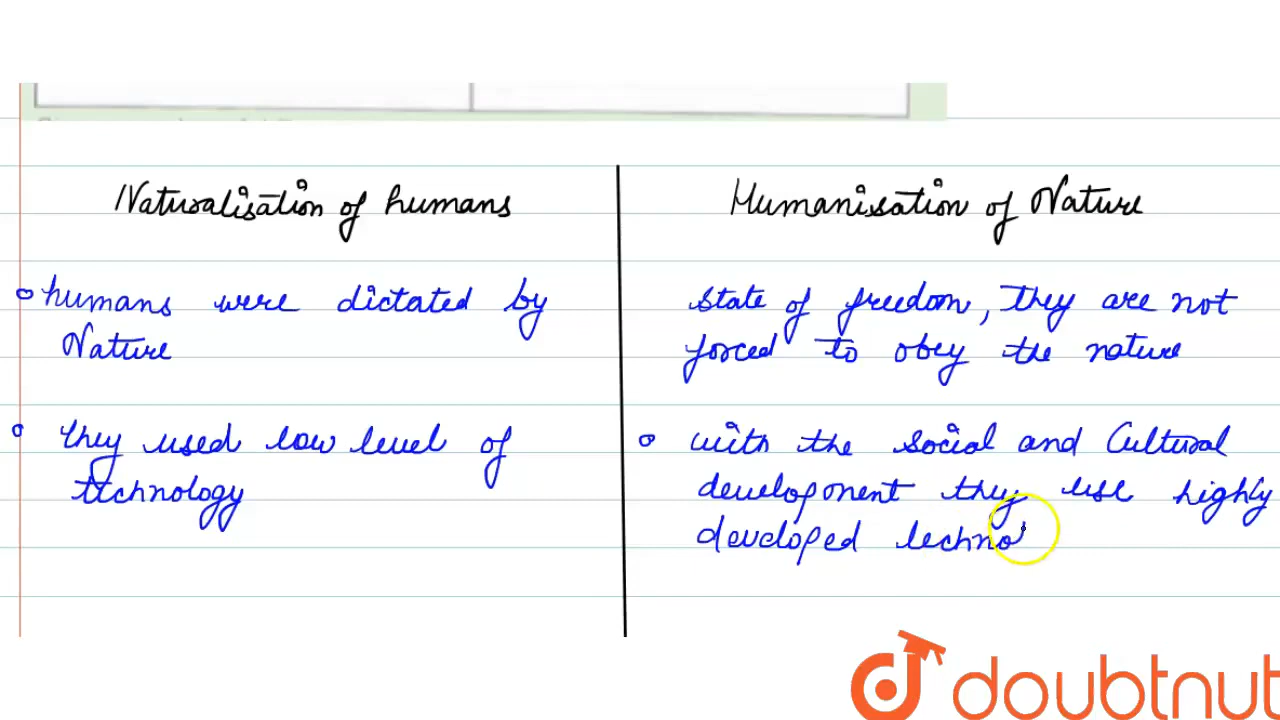 Naturalisation of humans
humans were dictated by
Nature
they used low level of
technology
Humanisation of Nature
state of freedom, They are not
forced to obey the nature
with the social and Cultural
development they use highly
developed techno
doubtnut